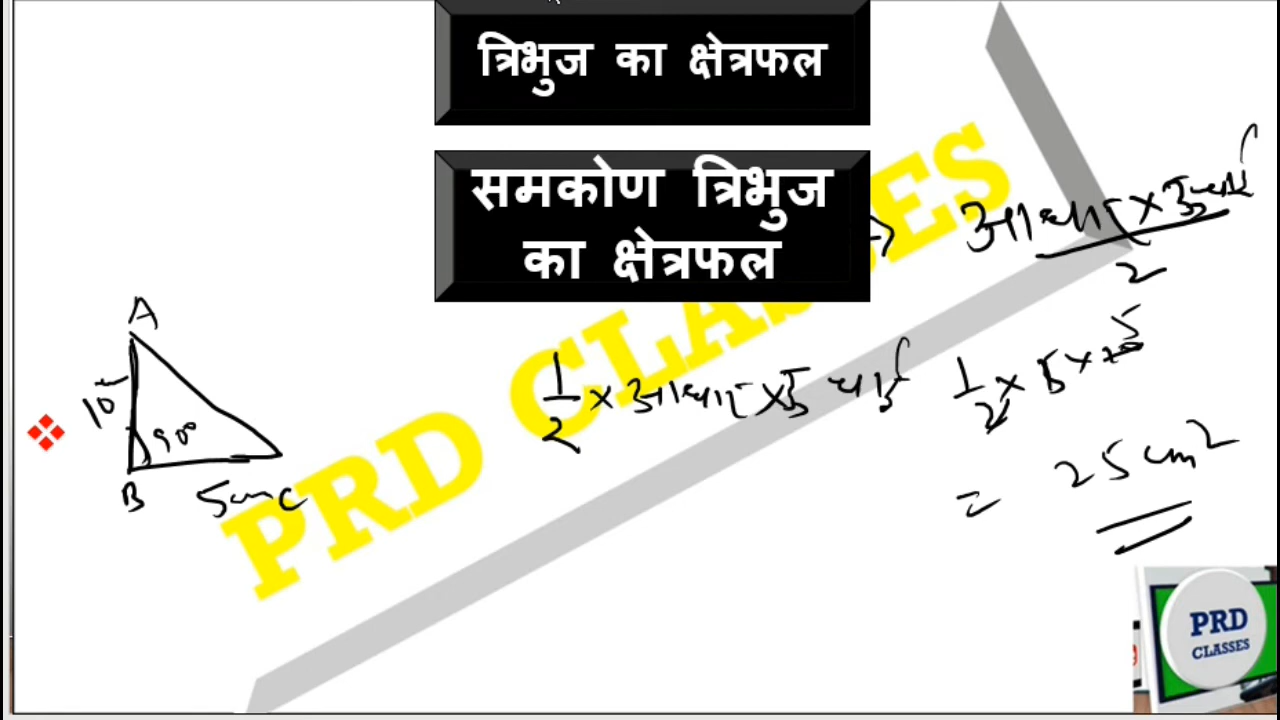 त्रिभुज का क्षेत्रफल
समकोण त्रिभुज
का क्षेत्रफल
आधार × ऊँचाई
2
A
10
90°
B
5cm C
1
2
× आधार × ऊँचाई
1
2
× 5 × 10
5
= 25 cm²
PRD CLASSES
PRD
CLASSES